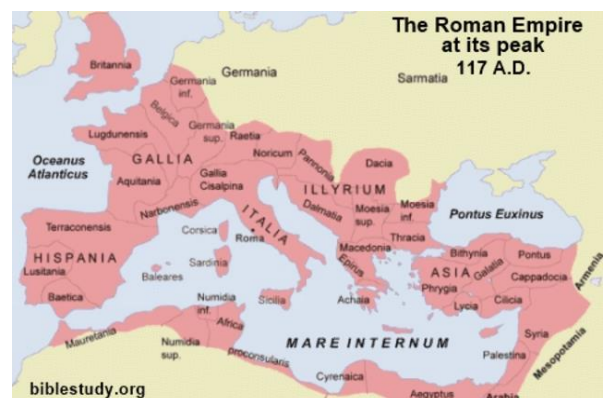 The Roman Empire
at its peak
117 A.D.
Britannia
Germania
inf.
Germania
Sarmatia
Belgica
Lugdunensis
Germania
sup.
Raetia
Oceanus
Atlanticus
GALLIA
Noricum
Pannonia
Dacia
Aquitania
Gallia
Cisalpina
ILLYRIUM
Narbonensis
ITALIA
Dalmatia
Moesia
sup.
Moesia
inf.
Pontus Euxinus
Terraconensis
Corsica
Roma
Thracia
Macedonia
Bithynia
Pontus
Armenia
HISPANIA
Sardinia
Epirus
ASIA
Galatia
Cappadocia
Lusitania
Baleares
Phrygia
Baetica
Numidia
inf.
Sicilia
Achaia
Lycia
Cilicia
Africa
Mauretania
Numidia
sup.
proconsularis
MARE INTERNUM
Syria
Mesopotamia
Palestina
Cyrenaica
biblestudy.org
Aegyptus
Arabia